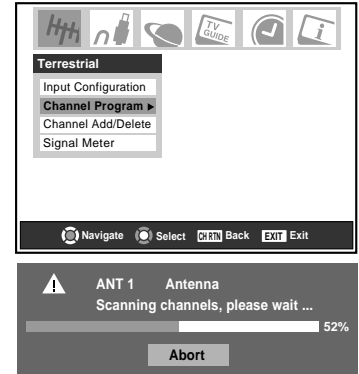 TV GUIDE
Terrestrial
Input Configuration
Channel Program ▶
Channel Add/Delete
Signal Meter
Navigate Select CH RTN Back EXIT Exit
ANT 1 Antenna
Scanning channels, please wait ...
52%
Abort